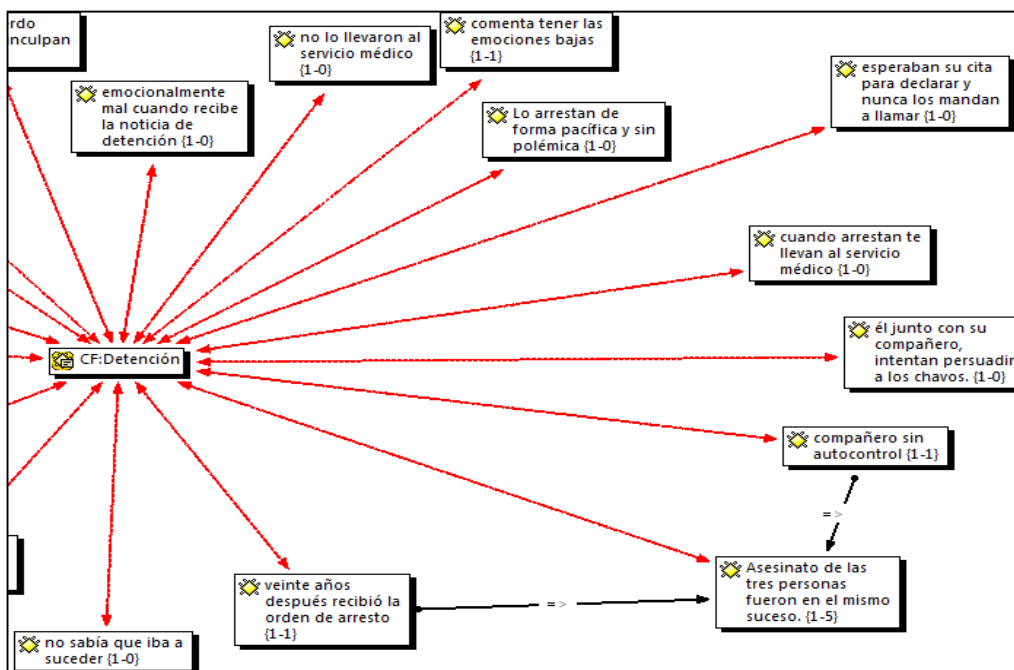 rdo
nculpan
no lo llevaron al
servicio médico
{1-0}
comenta tener las
emociones bajas
{1-1}
emocionalmente
mal cuando recibe
la noticia de
detención {1-0}
Lo arrestan de
forma pacífica y sin
polémica {1-0}
esperaban su cita
para declarar y
nunca los mandan
a llamar {1-0}
cuando arrestan te
llevan al servicio
médico {1-0}
él junto con su
compañero,
intentan persuadir
a los chavos. {1-0}
CF:Detención
compañero sin
autocontrol {1-1}
=>
Asesinato de las
tres personas
fueron en el mismo
suceso. {1-5}
veinte años
después recibió la
orden de arresto
{1-1}
=>
no sabía que iba a
suceder {1-0}